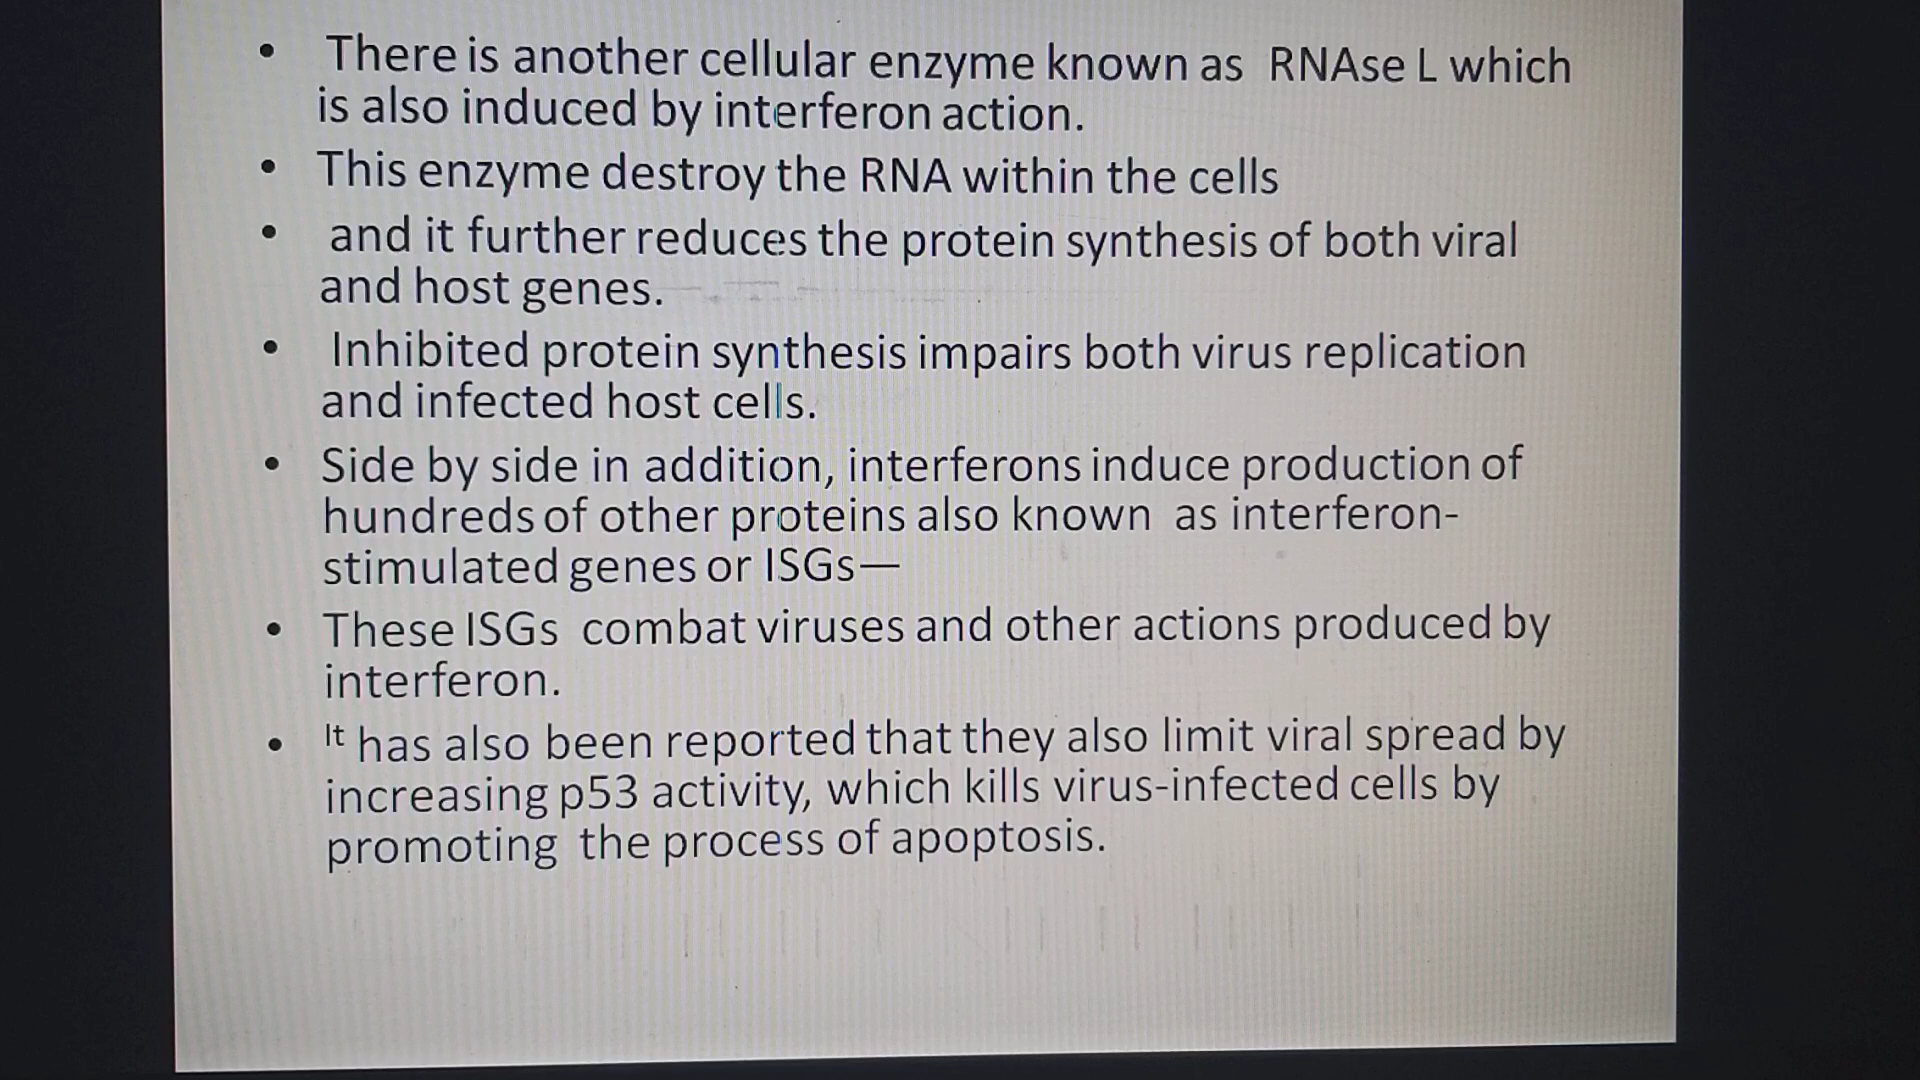 • There is another cellular enzyme known as RNAse L which
is also induced by interferon action.
• This enzyme destroy the RNA within the cells
• and it further reduces the protein synthesis of both viral
and host genes.
• Inhibited protein synthesis impairs both virus replication
and infected host cells.
• Side by side in addition, interferons induce production of
hundreds of other proteins also known as interferon-
stimulated genes or ISGs—
• These ISGs combat viruses and other actions produced by
interferon.
• It has also been reported that they also limit viral spread by
increasing p53 activity, which kills virus-infected cells by
promoting the process of apoptosis.